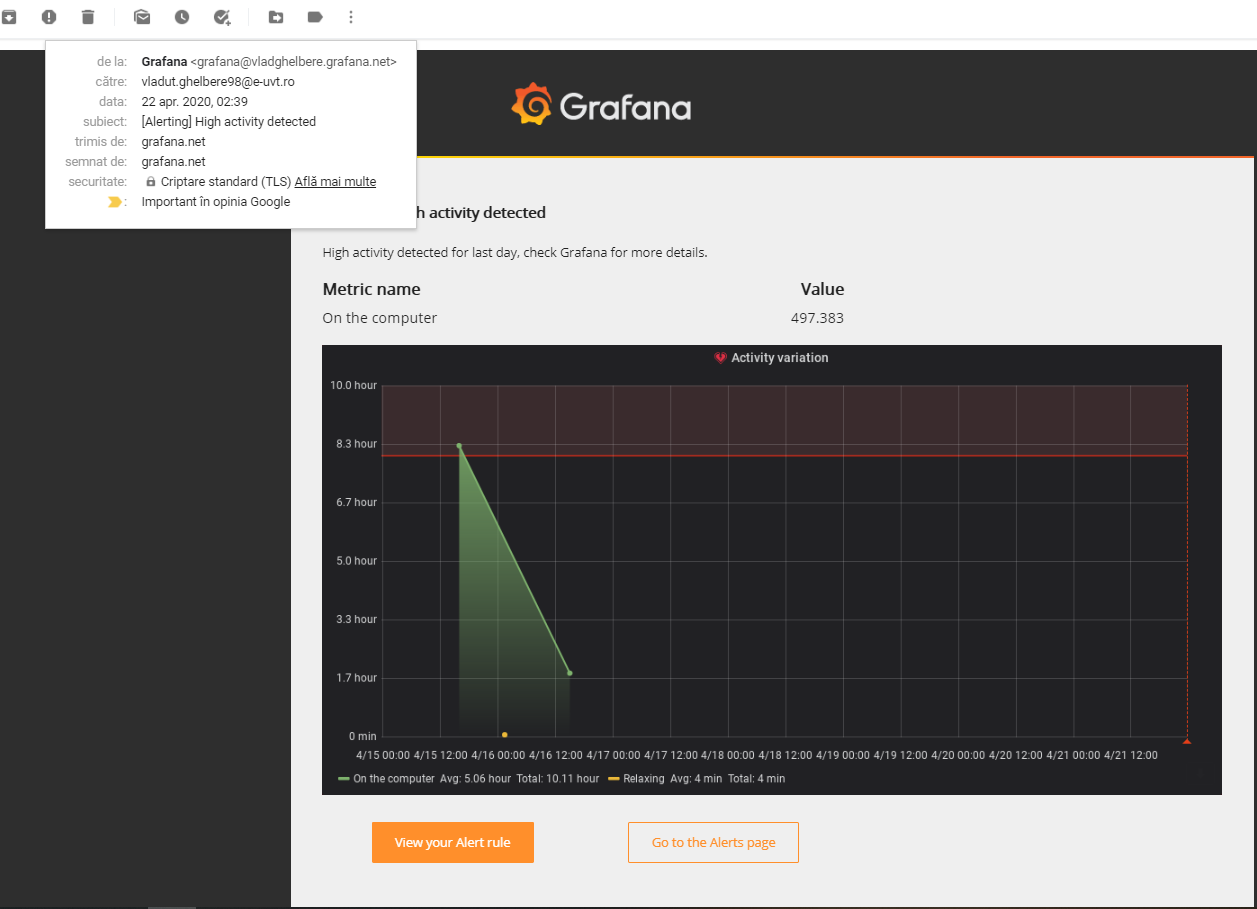 de la: Grafana <grafana@vladghelbere.grafana.net>
către: vladut.ghelbere98@e-uvt.ro
data: 22 apr. 2020, 02:39
subiect: [Alerting] High activity detected
trimis de: grafana.net
semnat de: grafana.net
securitate: Criptare standard (TLS) Află mai multe
: Important în opinia Google
Grafana
h activity detected
High activity detected for last day, check Grafana for more details.
Metric name Value
On the computer 497.383
Activity variation
10.0 hour
8.3 hour
6.7 hour
5.0 hour
3.3 hour
1.7 hour
0 min
4/15 00:00 4/15 12:00 4/16 00:00 4/16 12:00 4/17 00:00 4/17 12:00 4/18 00:00 4/18 12:00 4/19 00:00 4/19 12:00 4/20 00:00 4/20 12:00 4/21 00:00 4/21 12:00
On the computer Avg: 5.06 hour Total: 10.11 hour Relaxing Avg: 4 min Total: 4 min
View your Alert rule Go to the Alerts page